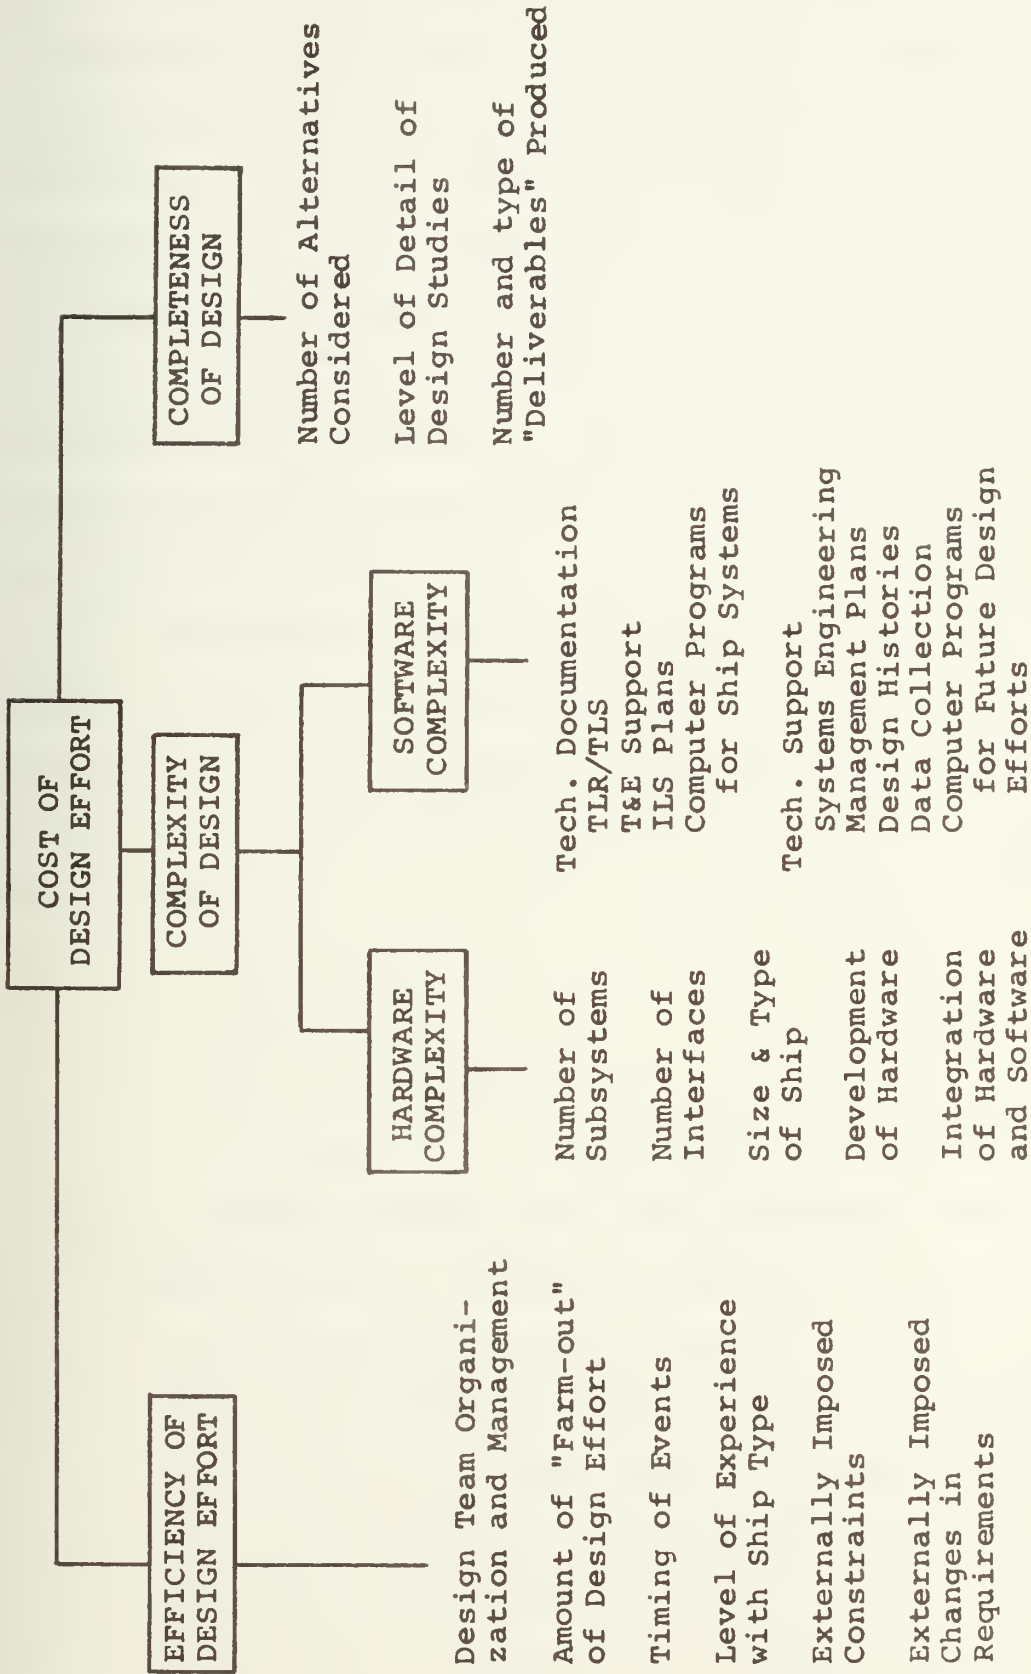 COST OF
DESIGN EFFORT
EFFICIENCY OF
DESIGN EFFORT
Design Team Organi-
zation and Management
Amount of "Farm-out"
of Design Effort
Timing of Events
Level of Experience
with Ship Type
Externally Imposed
Constraints
Externally Imposed
Changes in
Requirements
COMPLEXITY
OF DESIGN
HARDWARE
COMPLEXITY
Number of
Subsystems
Number of
Interfaces
Size & Type
of Ship
Development
of Hardware
Integration
of Hardware
and Software
SOFTWARE
COMPLEXITY
Tech. Documentation
TLR/TLS
T&E Support
ILS Plans
Computer Programs
for Ship Systems
Tech. Support
Systems Engineering
Management Plans
Design Histories
Data Collection
Computer Programs
for Future Design
Efforts
COMPLETENESS
OF DESIGN
Number of Alternatives
Considered
Level of Detail of
Design Studies
Number and type of
"Deliverables" Produced